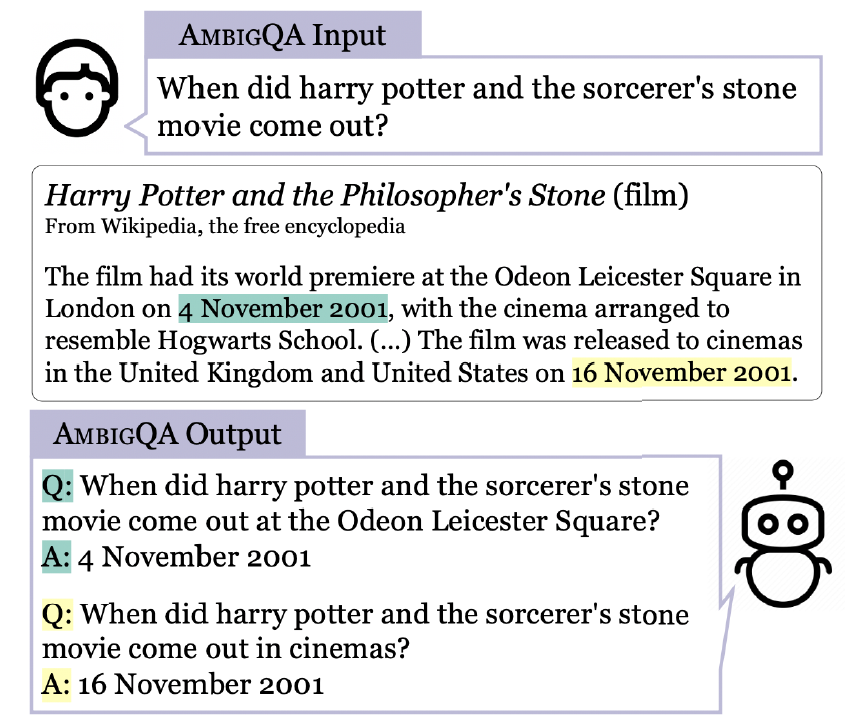 AMBIGQA Input
When did harry potter and the sorcerer's stone
movie come out?
Harry Potter and the Philosopher's Stone (film)
From Wikipedia, the free encyclopedia
The film had its world premiere at the Odeon Leicester Square in
London on 4 November 2001, with the cinema arranged to
resemble Hogwarts School. (...) The film was released to cinemas
in the United Kingdom and United States on 16 November 2001.
AMBIGQA Output
Q: When did harry potter and the sorcerer's stone
movie come out at the Odeon Leicester Square?
A: 4 November 2001
Q: When did harry potter and the sorcerer's stone
movie come out in cinemas?
A: 16 November 2001